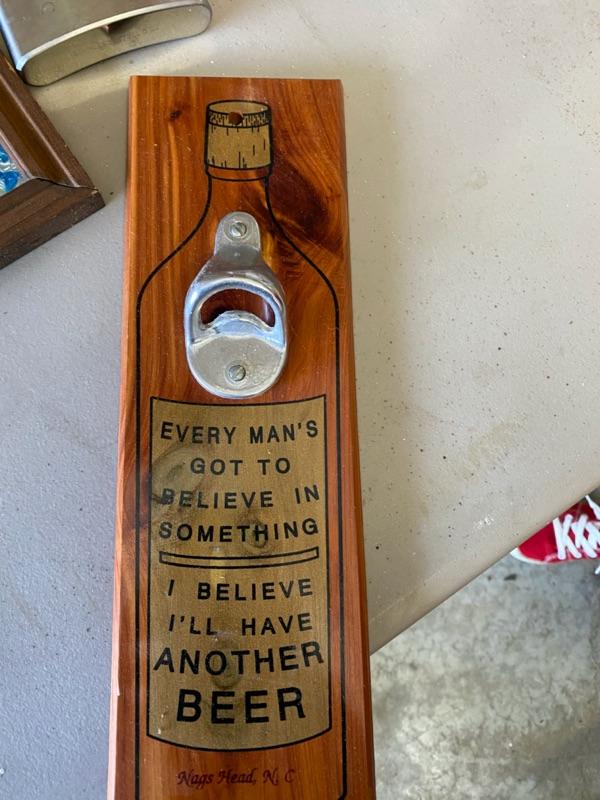 EVERY MAN'S
GOT TO
BELIEVE IN
SOMETHING
I BELIEVE
I'LL HAVE
ANOTHER
BEER
Nags Head, N. C